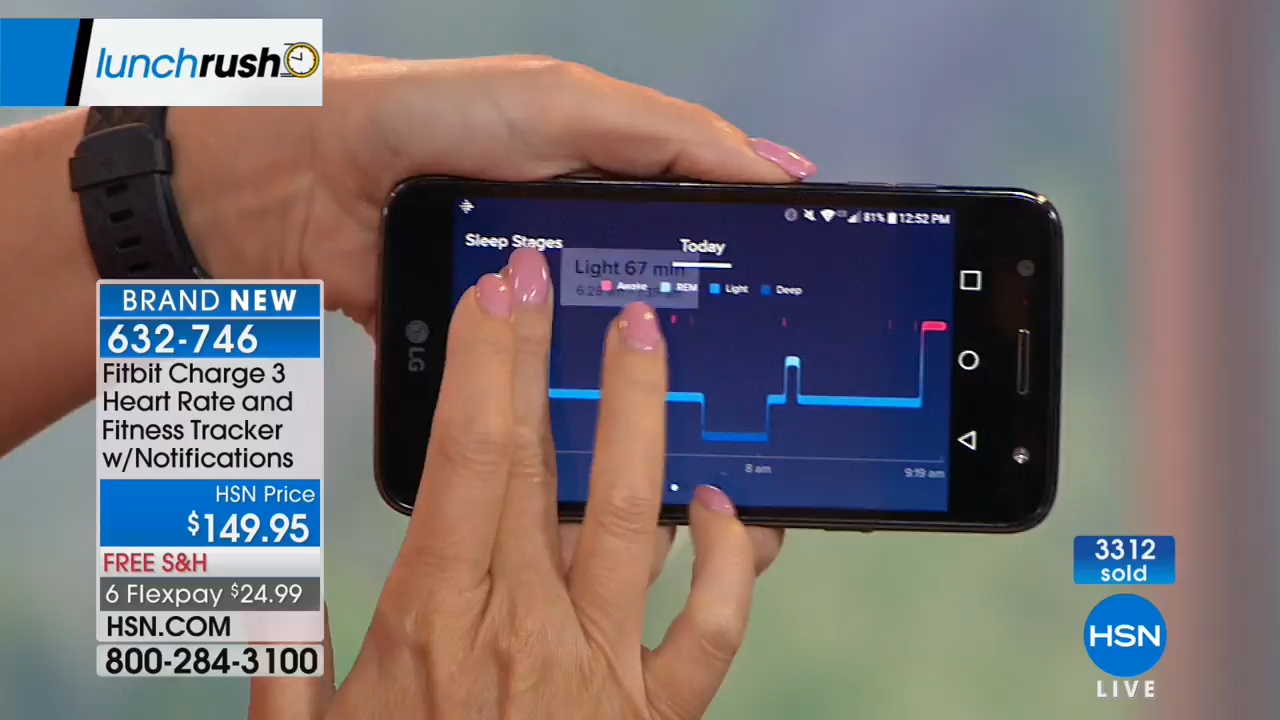 lunchrush
BRAND NEW
632-746
Fitbit Charge 3
Heart Rate and
Fitness Tracker
w/Notifications
HSN Price
$149.95
FREE S&H
6 Flexpay $24.99
HSN.COM
800-284-3100
81% 12:52 PM
Sleep Stages
Today
Light 67 min
Awake REM Light Deep
8 am
9:19 am
LG
3312
sold
HSN
LIVE